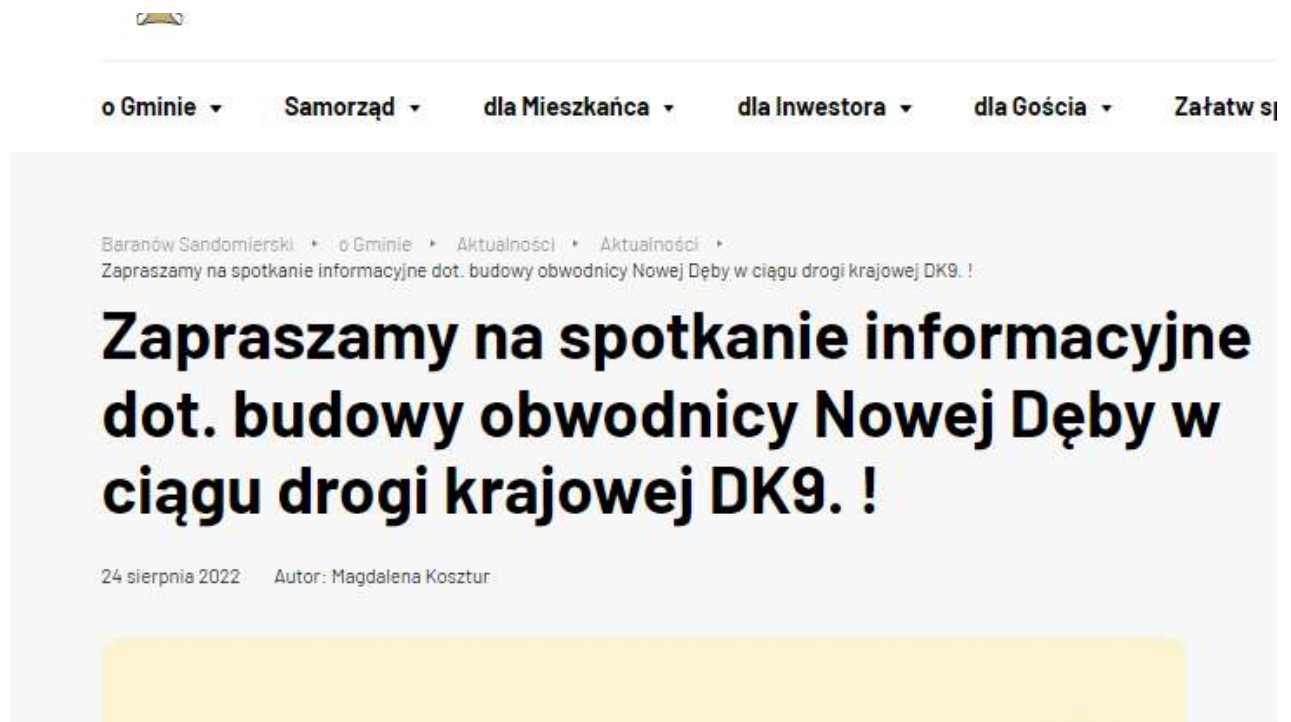 o Gminie Samorząd dla Mieszkańca dla Inwestora dla Gościa Załatw
Baranów Sandomierski o Gminie Aktualności Aktualności
Zapraszamy na spotkanie informacyjne dot. budowy obwodnicy Nowej Dęby w ciągu drogi krajowej DK9. !
Zapraszamy na spotkanie informacyjne
dot. budowy obwodnicy Nowej Dęby w
ciągu drogi krajowej DK9. !
24 sierpnia 2022 Autor: Magdalena Kosztur